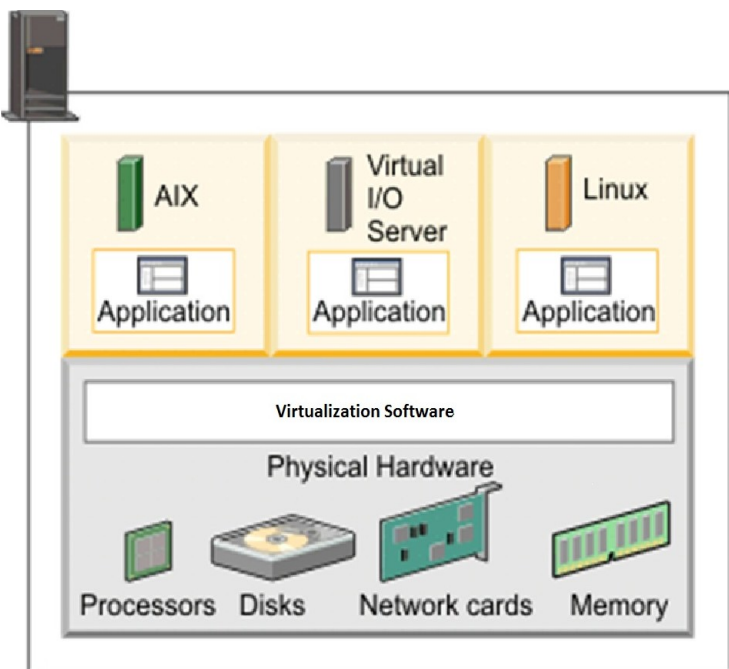 AIX
Virtual
I/O
Server
Linux
Application
Application
Application
Virtualization Software
Physical Hardware
Processors
Disks
Network cards
Memory